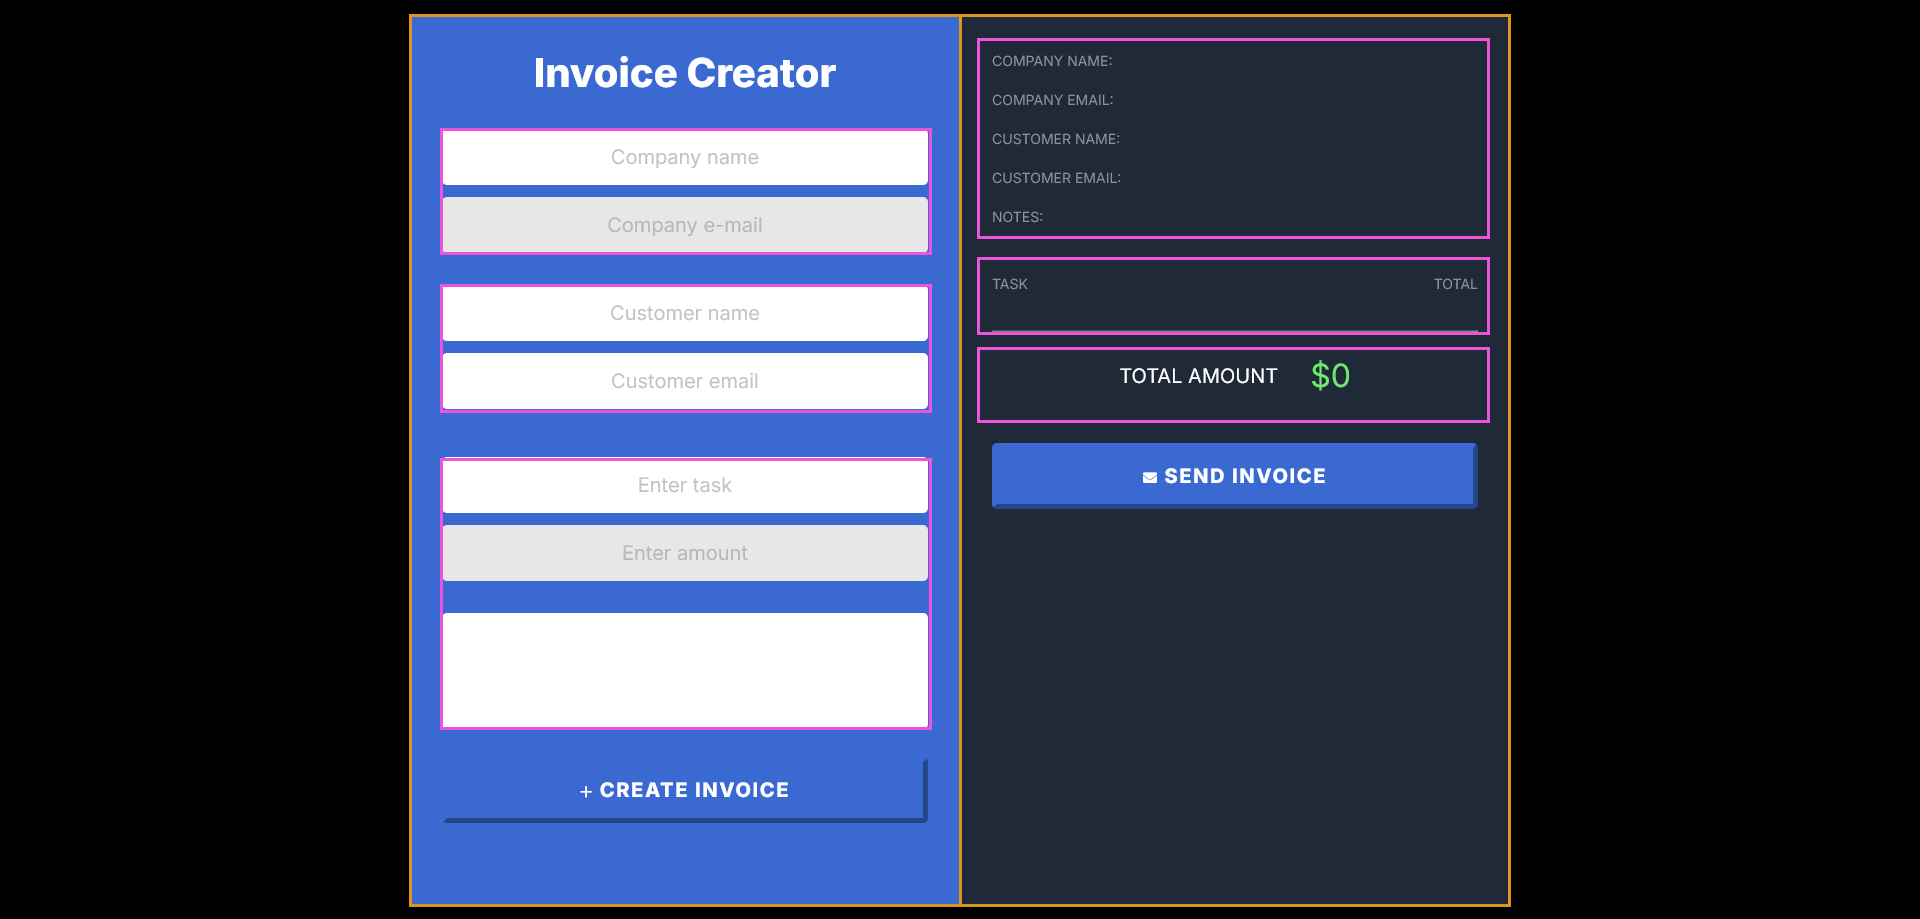 Invoice Creator
Company name
Company e-mail
Customer name
Customer email
Enter task
Enter amount
+ CREATE INVOICE
COMPANY NAME:
COMPANY EMAIL:
CUSTOMER NAME:
CUSTOMER EMAIL:
NOTES:
TASK TOTAL
TOTAL AMOUNT $0
SEND INVOICE